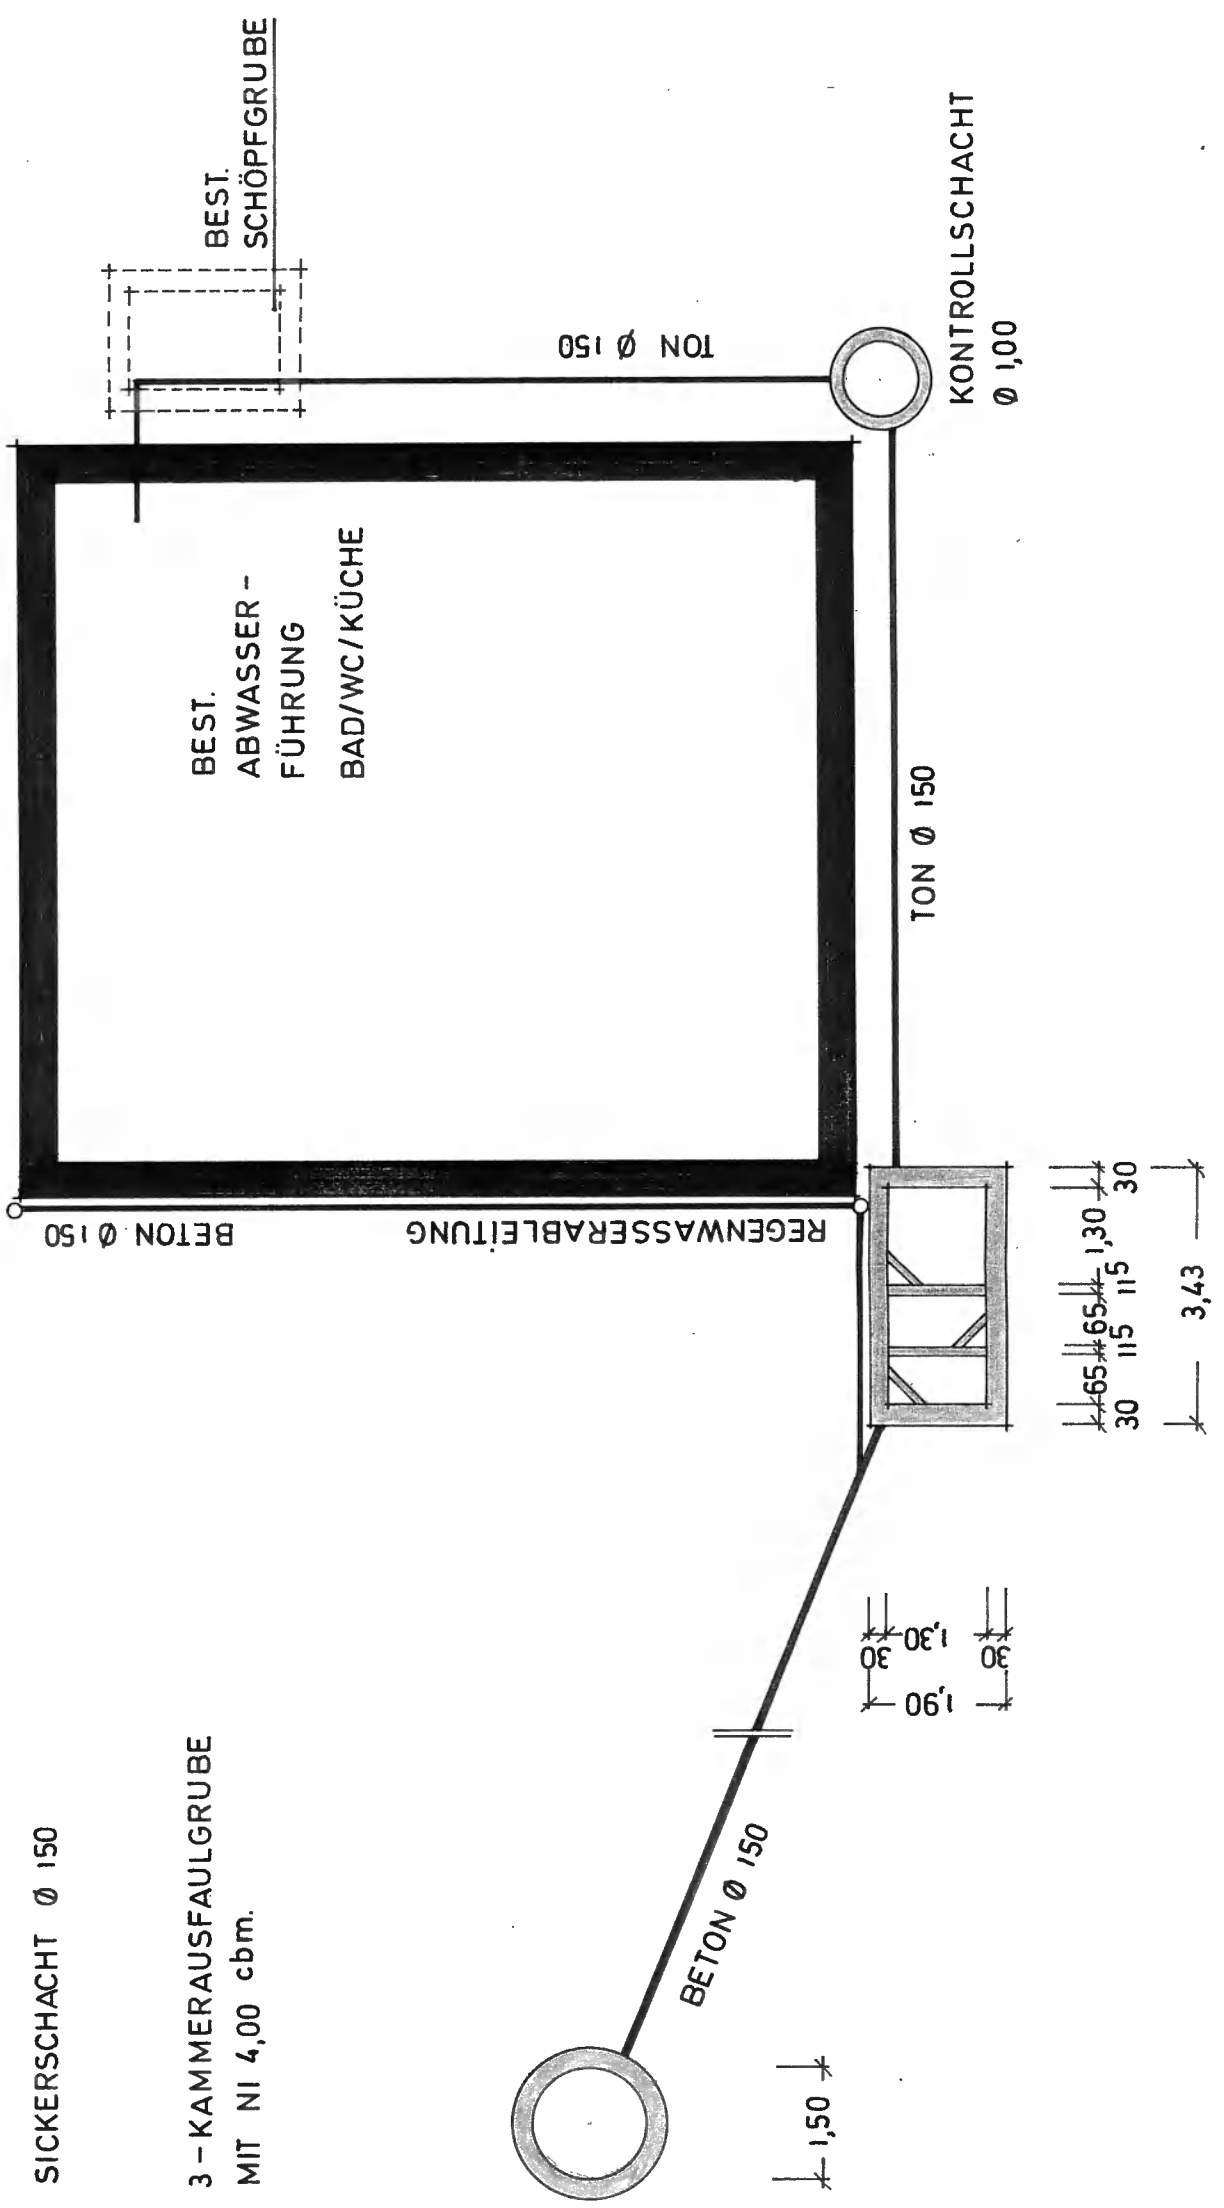 SICKERSCHACHT Ø 150
3-KAMMERAUSFAULGRUBE
MIT NI 4,00 cbm.
BEST.
SCHÖPFGRUBE
BEST.
ABWASSER-
FÜHRUNG
BAD/WC/KÜCHE
BETON Ø 150
REGENWASSERABLEITUNG
TON Ø 150
KONTROLLSCHACHT
Ø 1,00
TON Ø 150
BETON Ø 150
1,50
30
1,30
30
1,90
65 65 1,30
30 115 115 30
3,43